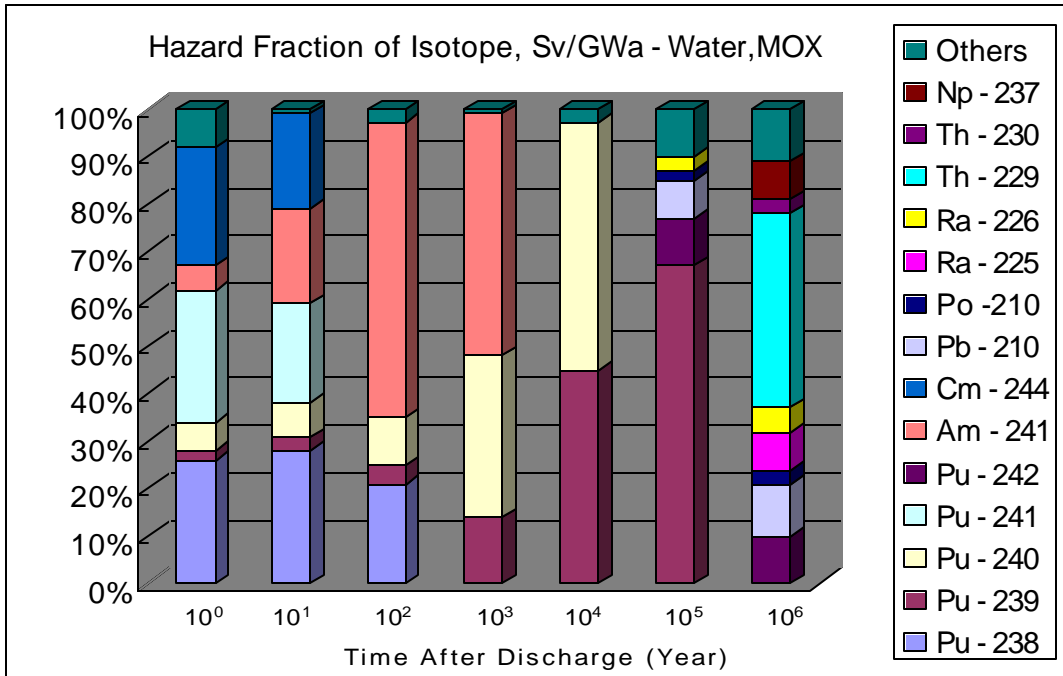 Hazard Fraction of Isotope, Sv/GWa - Water,MOX
100%
90%
80%
70%
60%
50%
40%
30%
20%
10%
0%
10⁰ 10¹ 10² 10³ 10⁴ 10⁵ 10⁶
Time After Discharge (Year)
Others
Np - 237
Th - 230
Th - 229
Ra - 226
Ra - 225
Po -210
Pb - 210
Cm - 244
Am - 241
Pu - 242
Pu - 241
Pu - 240
Pu - 239
Pu - 238